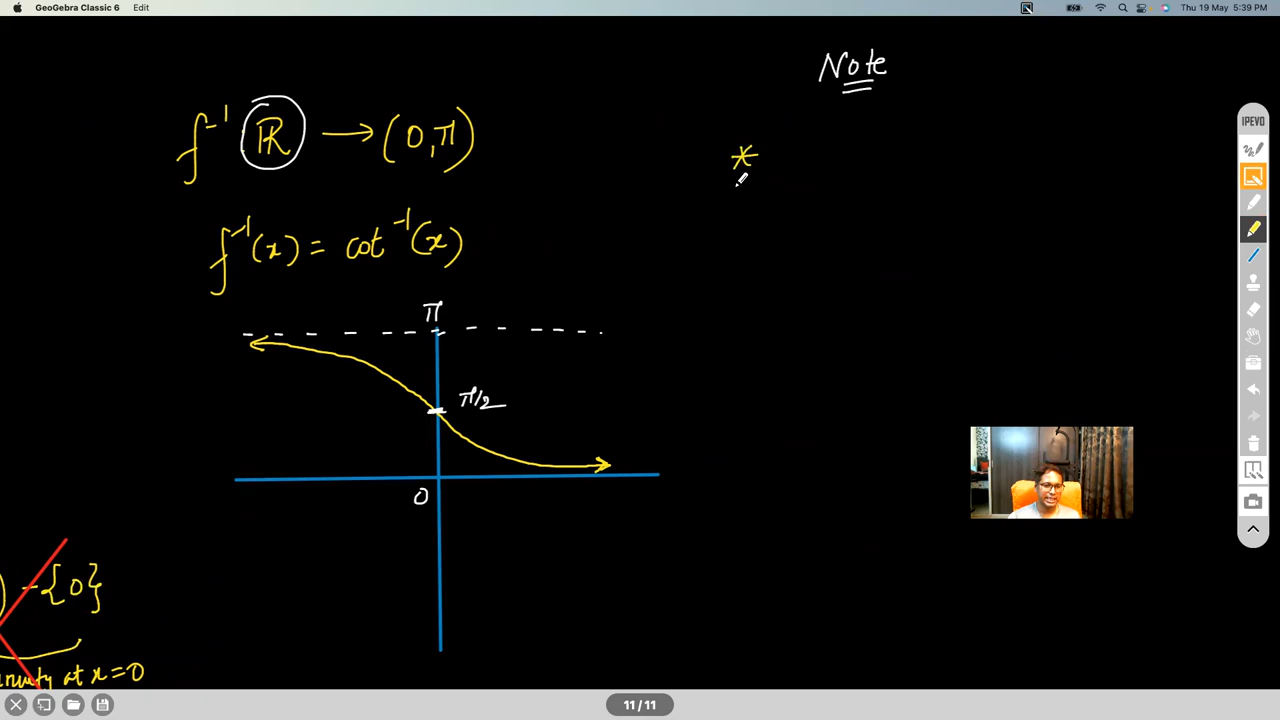 GeoGebra Classic 6 Edit Thu 19 May 5:39 PM
Note
f⁻¹ ℝ → (0,π)
*
f⁻¹(x) = cot⁻¹(x)
π
π/2
0
) - {0}
at x = 0
IPEVO
11 / 11